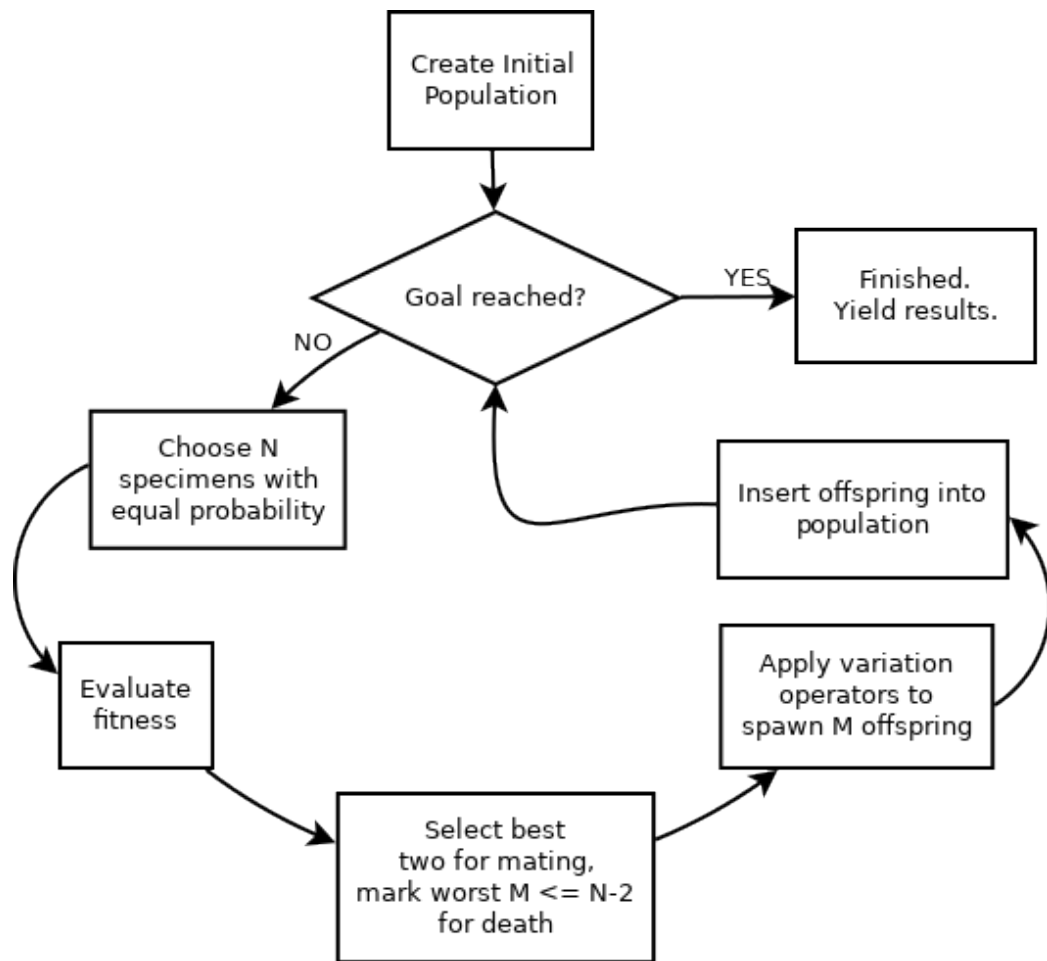 Create Initial
Population
Goal reached?
YES
Finished.
Yield results.
NO
Choose N
specimens with
equal probability
Evaluate
fitness
Select best
two for mating,
mark worst M <= N-2
for death
Apply variation
operators to
spawn M offspring
Insert offspring into
population